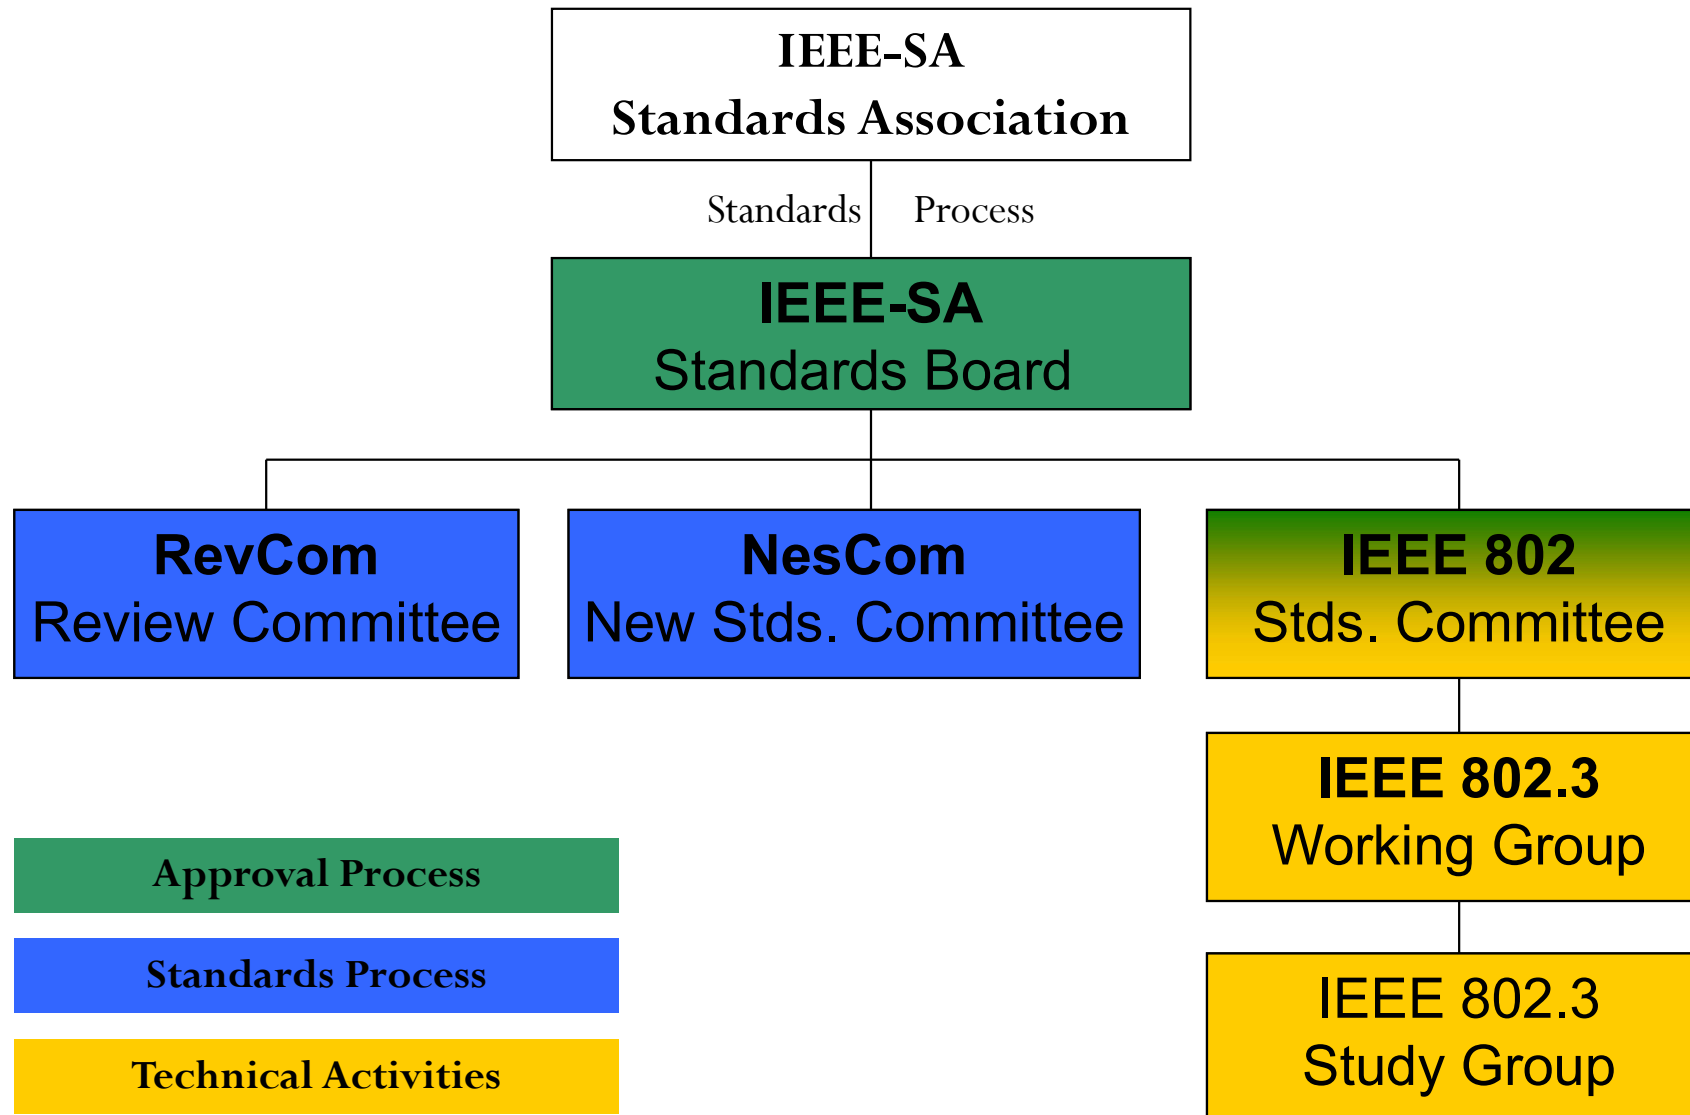 IEEE-SA
Standards Association
Standards Process
IEEE-SA
Standards Board
RevCom
Review Committee
NesCom
New Stds. Committee
IEEE 802
Stds. Committee
IEEE 802.3
Working Group
IEEE 802.3
Study Group
Approval Process
Standards Process
Technical Activities